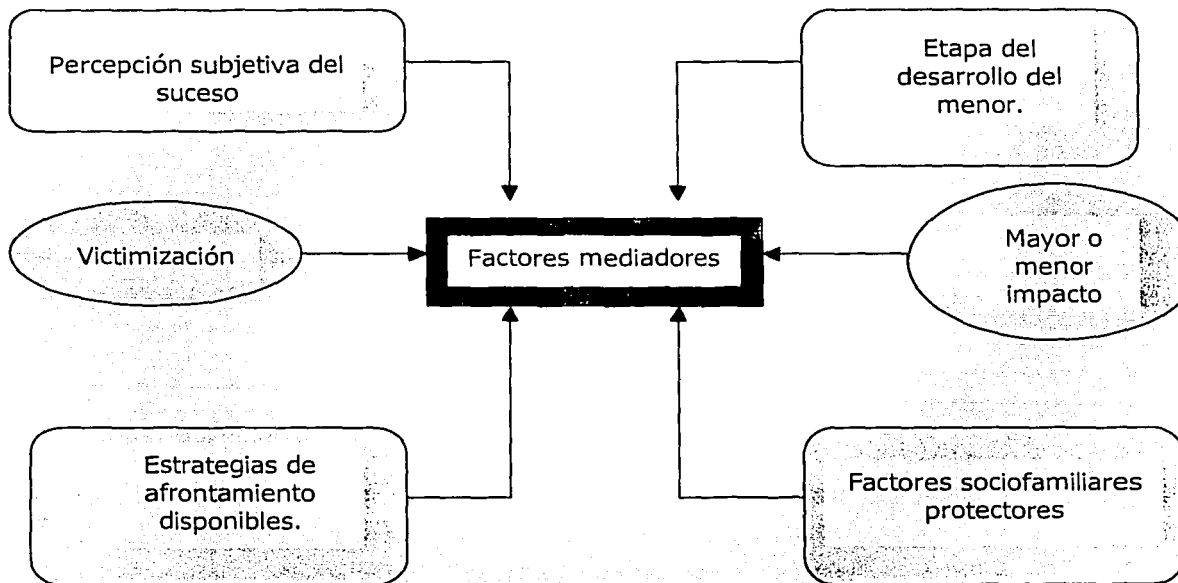 Percepción subjetiva del
suceso
Etapa del
desarrollo del
menor.
Victimización
Factores mediadores
Mayor o
menor
impacto
Estrategias de
afrontamiento
disponibles.
Factores sociofamiliares
protectores